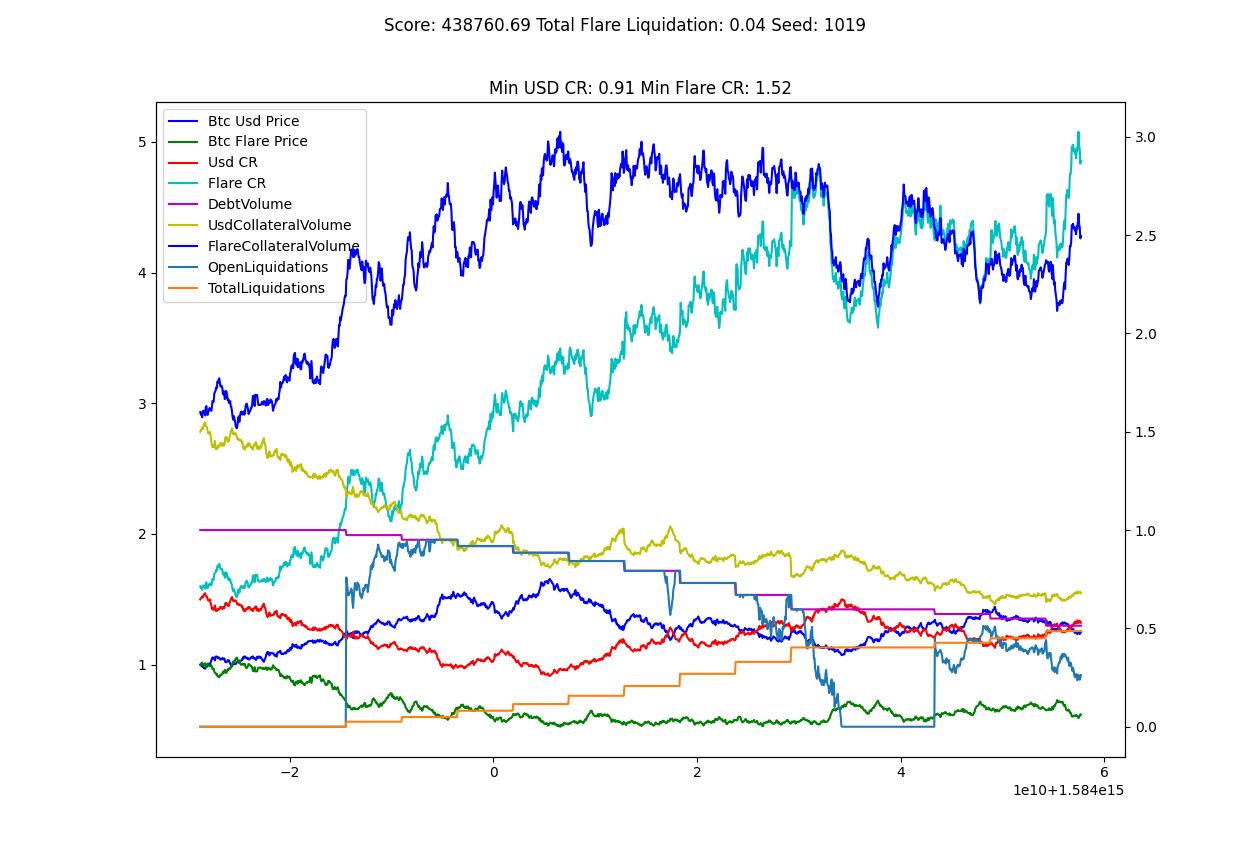 Score: 438760.69 Total Flare Liquidation: 0.04 Seed: 1019
Min USD CR: 0.91 Min Flare CR: 1.52
Btc Usd Price
Btc Flare Price
Usd CR
Flare CR
DebtVolume
UsdCollateralVolume
FlareCollateralVolume
OpenLiquidations
TotalLiquidations
5
4
3
2
1
3.0
2.5
2.0
1.5
1.0
0.5
0.0
−2 0 2 4 6
1e10+1.584e15